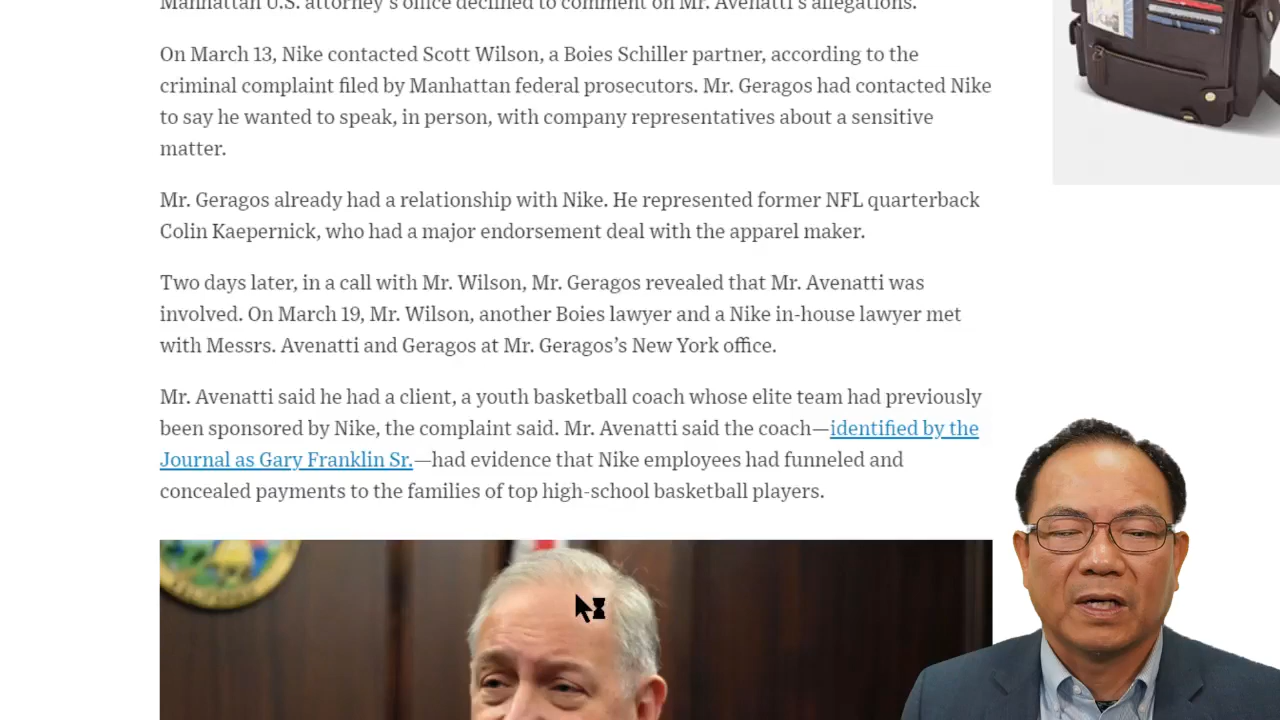 Manhattan U.S. attorney's office declined to comment on Mr. Avenatti's allegations.
On March 13, Nike contacted Scott Wilson, a Boies Schiller partner, according to the
criminal complaint filed by Manhattan federal prosecutors. Mr. Geragos had contacted Nike
to say he wanted to speak, in person, with company representatives about a sensitive
matter.
Mr. Geragos already had a relationship with Nike. He represented former NFL quarterback
Colin Kaepernick, who had a major endorsement deal with the apparel maker.
Two days later, in a call with Mr. Wilson, Mr. Geragos revealed that Mr. Avenatti was
involved. On March 19, Mr. Wilson, another Boies lawyer and a Nike in-house lawyer met
with Messrs. Avenatti and Geragos at Mr. Geragos’s New York office.
Mr. Avenatti said he had a client, a youth basketball coach whose elite team had previously
been sponsored by Nike, the complaint said. Mr. Avenatti said the coach—identified by the
Journal as Gary Franklin Sr.—had evidence that Nike employees had funneled and
concealed payments to the families of top high-school basketball players.